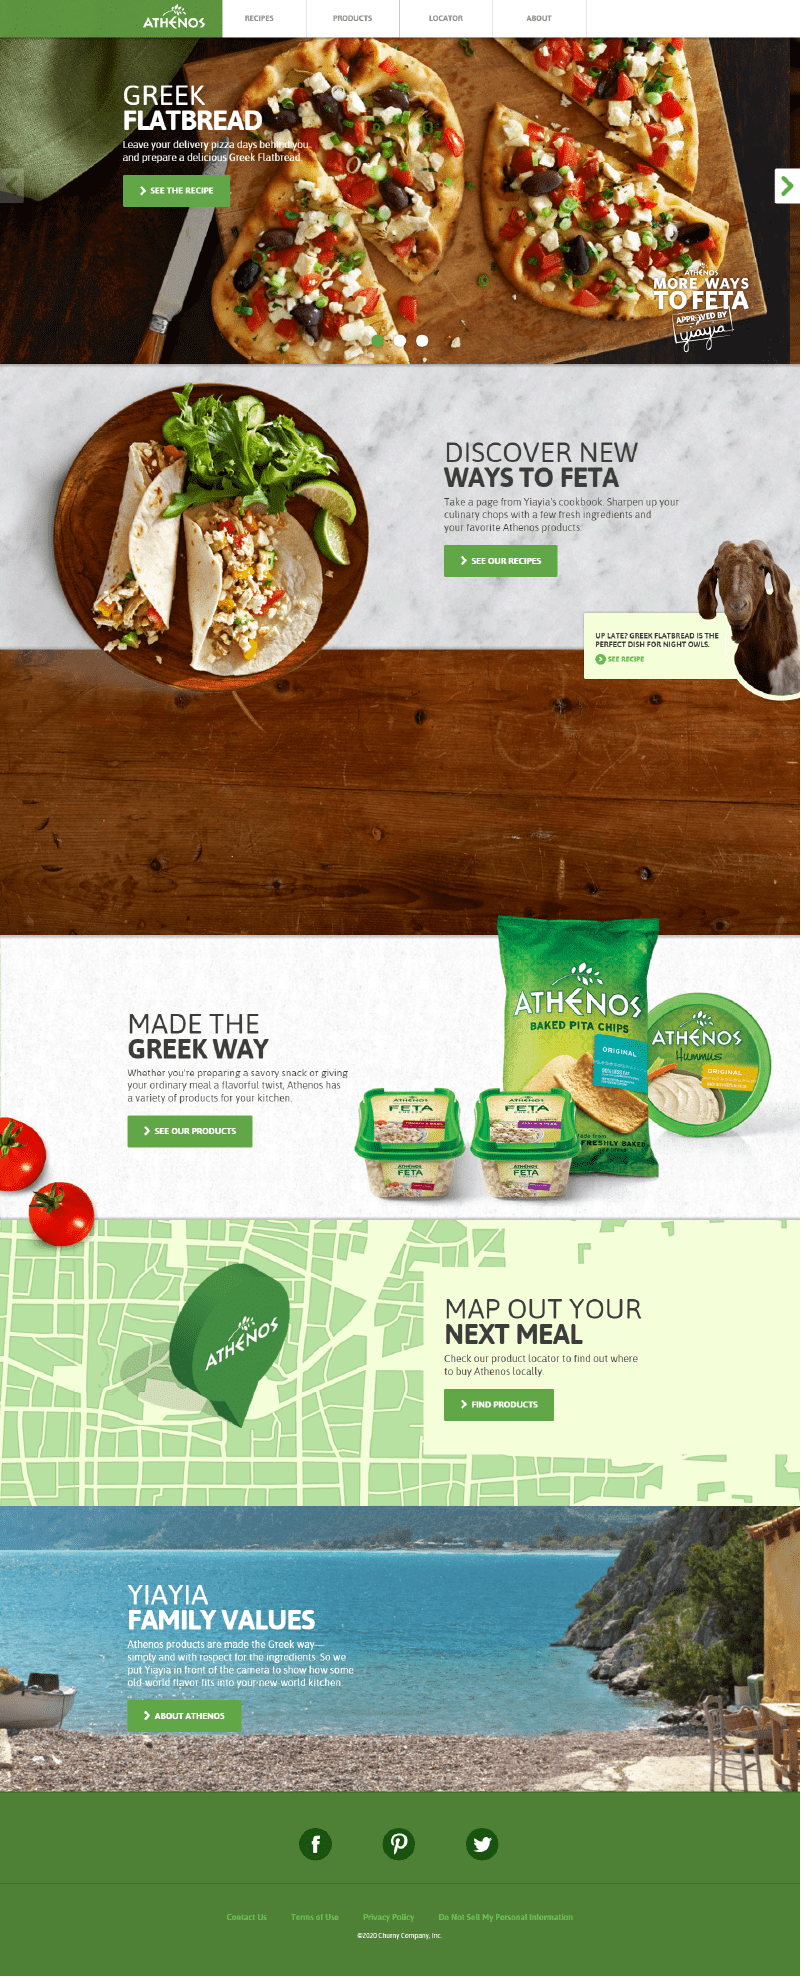 ATHENOS
RECIPES
PRODUCTS
LOCATOR
ABOUT
GREEK
FLATBREAD
Leave your delivery pizza days behind you
and prepare a delicious Greek Flatbread.
SEE THE RECIPE
ATHENOS
MORE WAYS
TO FETA
APPROVED BY
yiayia
DISCOVER NEW
WAYS TO FETA
Take a page from Yiayia's cookbook. Sharpen up your
culinary chops with a few fresh ingredients and
your favorite Athenos products.
SEE OUR RECIPES
UP LATE? GREEK FLATBREAD IS THE
PERFECT DISH FOR NIGHT OWLS.
SEE RECIPE
MADE THE
GREEK WAY
Whether you're preparing a savory snack or giving
your ordinary meal a flavorful twist, Athenos has
a variety of products for your kitchen.
SEE OUR PRODUCTS
ATHENOS
BAKED PITA CHIPS
ORIGINAL
Made from
FRESHLY BAKED
ATHENOS
Hummus
ORIGINAL
ATHENOS
FETA
ATHENOS
FETA
ATHENOS
FETA
ATHENOS
FETA
ATHENOS
MAP OUT YOUR
NEXT MEAL
Check our product locator to find out where
to buy Athenos locally.
FIND PRODUCTS
YIAYIA
FAMILY VALUES
Athenos products are made the Greek way—
simply and with respect for the ingredients. So we
put Yiayia in front of the camera to show how some
old-world flavor fits into your new-world kitchen.
ABOUT ATHENOS
Contact Us
Terms of Use
Privacy Policy
Do Not Sell My Personal Information
©2020 Churny Company, Inc.